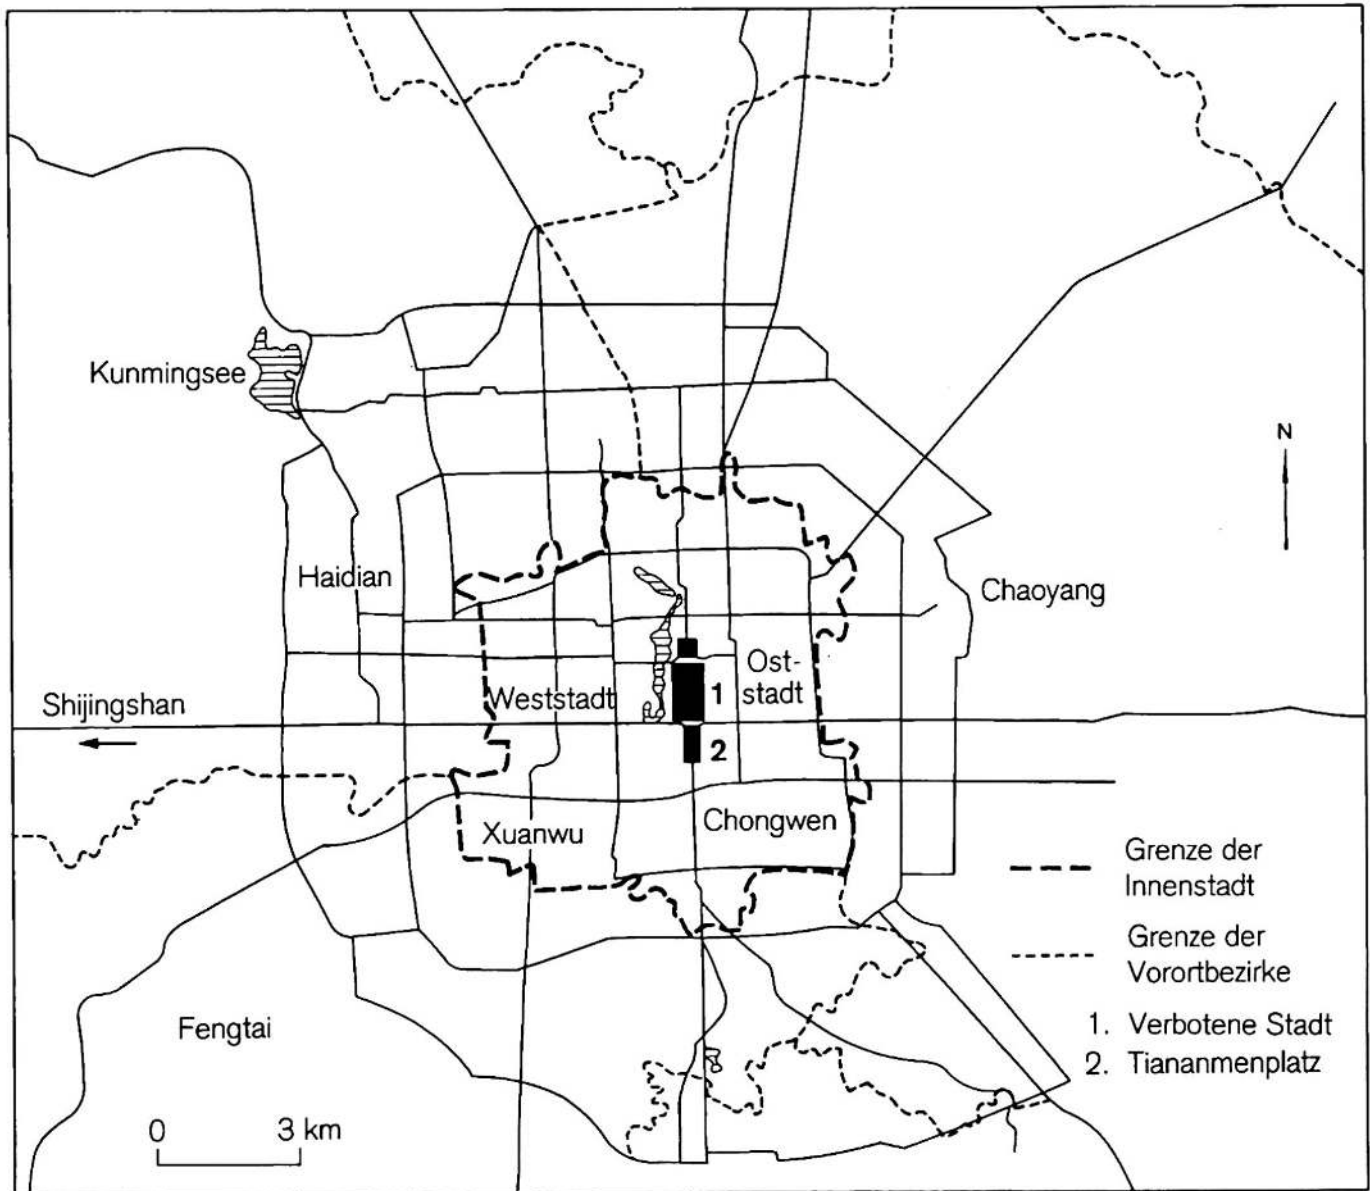 Kunmingsee
N
Haidian
Chaoyang
Ost-
stadt
Weststadt
1
Shijingshan
2
Xuanwu
Chongwen
Grenze der
Innenstadt
Grenze der
Vorortbezirke
Fengtai
1. Verbotene Stadt
2. Tiananmenplatz
0 3 km